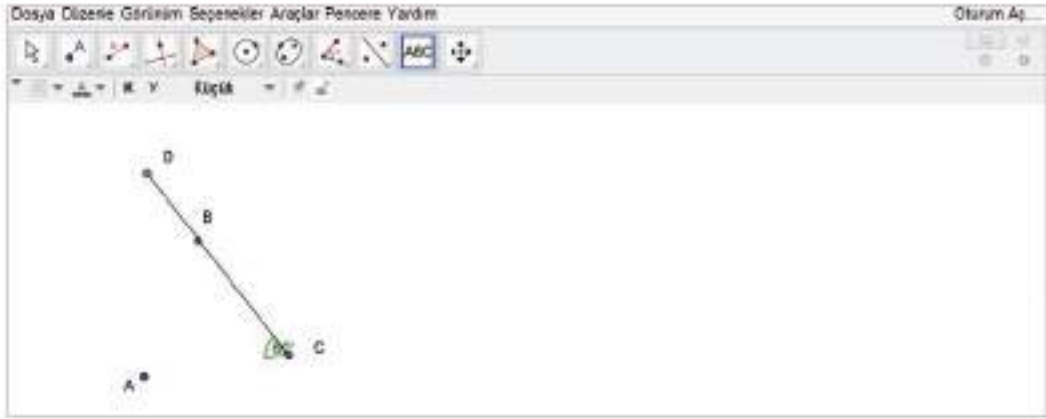 Dosya Düzenle Görünüm Seçenekler Araçlar Pencere Yardım
Oturum Aç...
A
ABC
K
Küçük
D
B
C
A